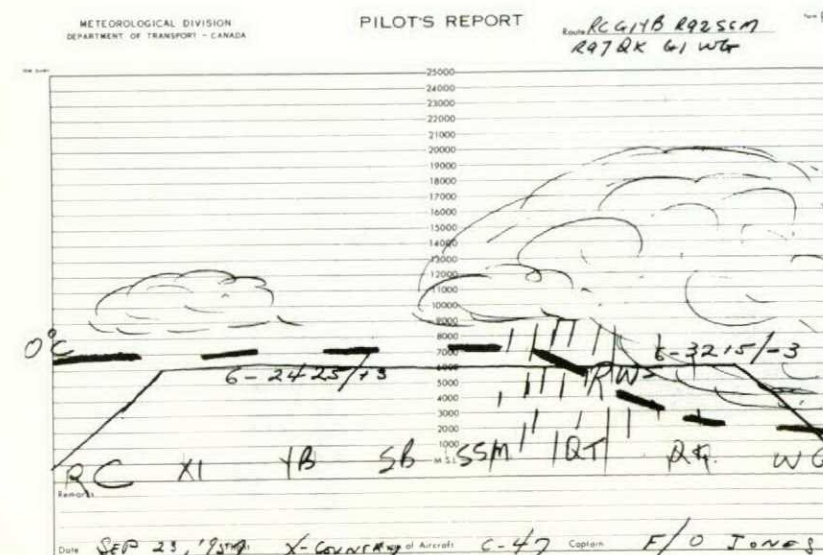 METEOROLOGICAL DIVISION
DEPARTMENT OF TRANSPORT – CANADA
PILOT'S REPORT
Route RC G1 YB R92 SSM
R97 QK G1 WG
25000
24000
23000
22000
21000
20000
19000
18000
17000
16000
15000
14000
13000
12000
11000
10000
9000
8000
0°C
7000
6-3215/-3
6000
6-2425/+3
RW-
5000
4000
3000
2000
1000
RC XI YB SB M.S.L. SSM QT RK WG
Remarks
Date SEP 23, '95 X-COUNTRY of Aircraft C-47 Captain F/O JONES